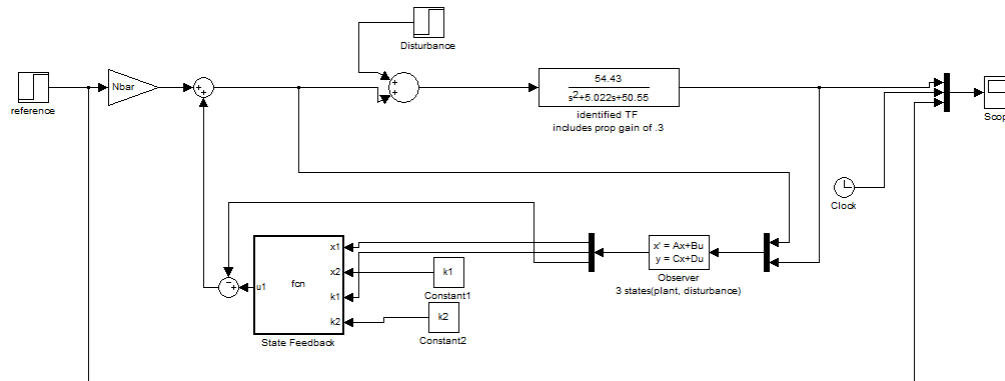 Disturbance
Nbar
+
+
+
+
54.43
s2+5.022s+50.55
reference
identified TF
includes prop gain of .3
Scop
Clock
x' = Ax+Bu
y = Cx+Du
Observer
3 states(plant, disturbance)
x1
x2
k1
k2
fcn
u1
−
+
k1
Constant1
k2
Constant2
State Feedback